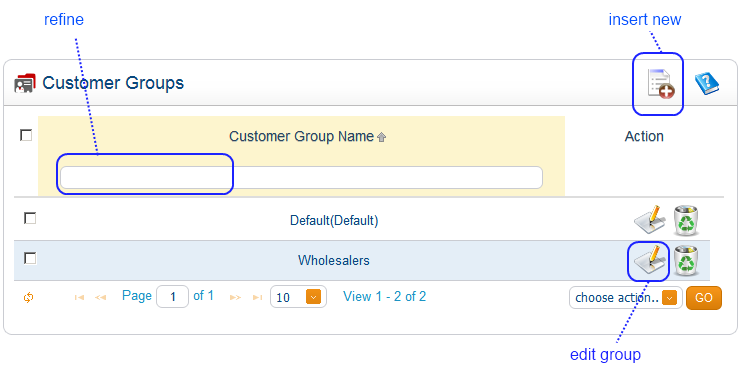 refine
insert new
Customer Groups
Customer Group Name
Action
Default(Default)
Wholesalers
Page 1 of 1
10
View 1 - 2 of 2
choose action..
GO
edit group